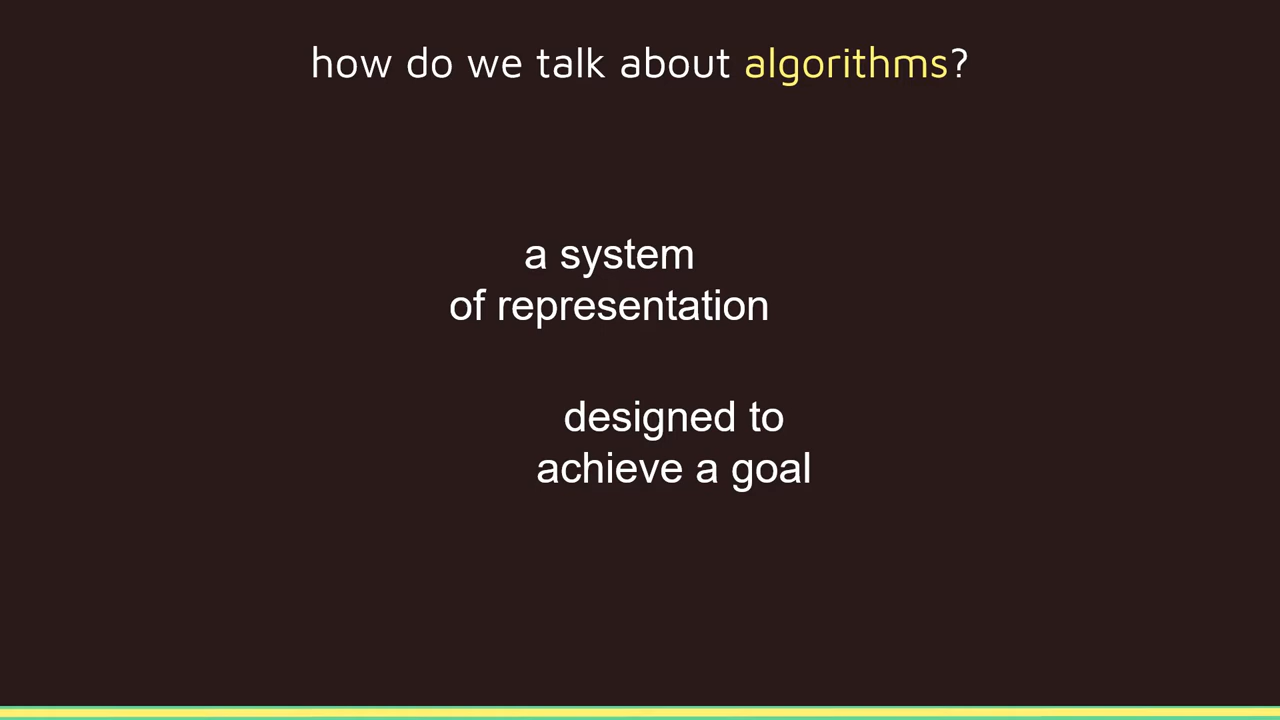 how do we talk about algorithms?
a system
of representation
designed to
achieve a goal